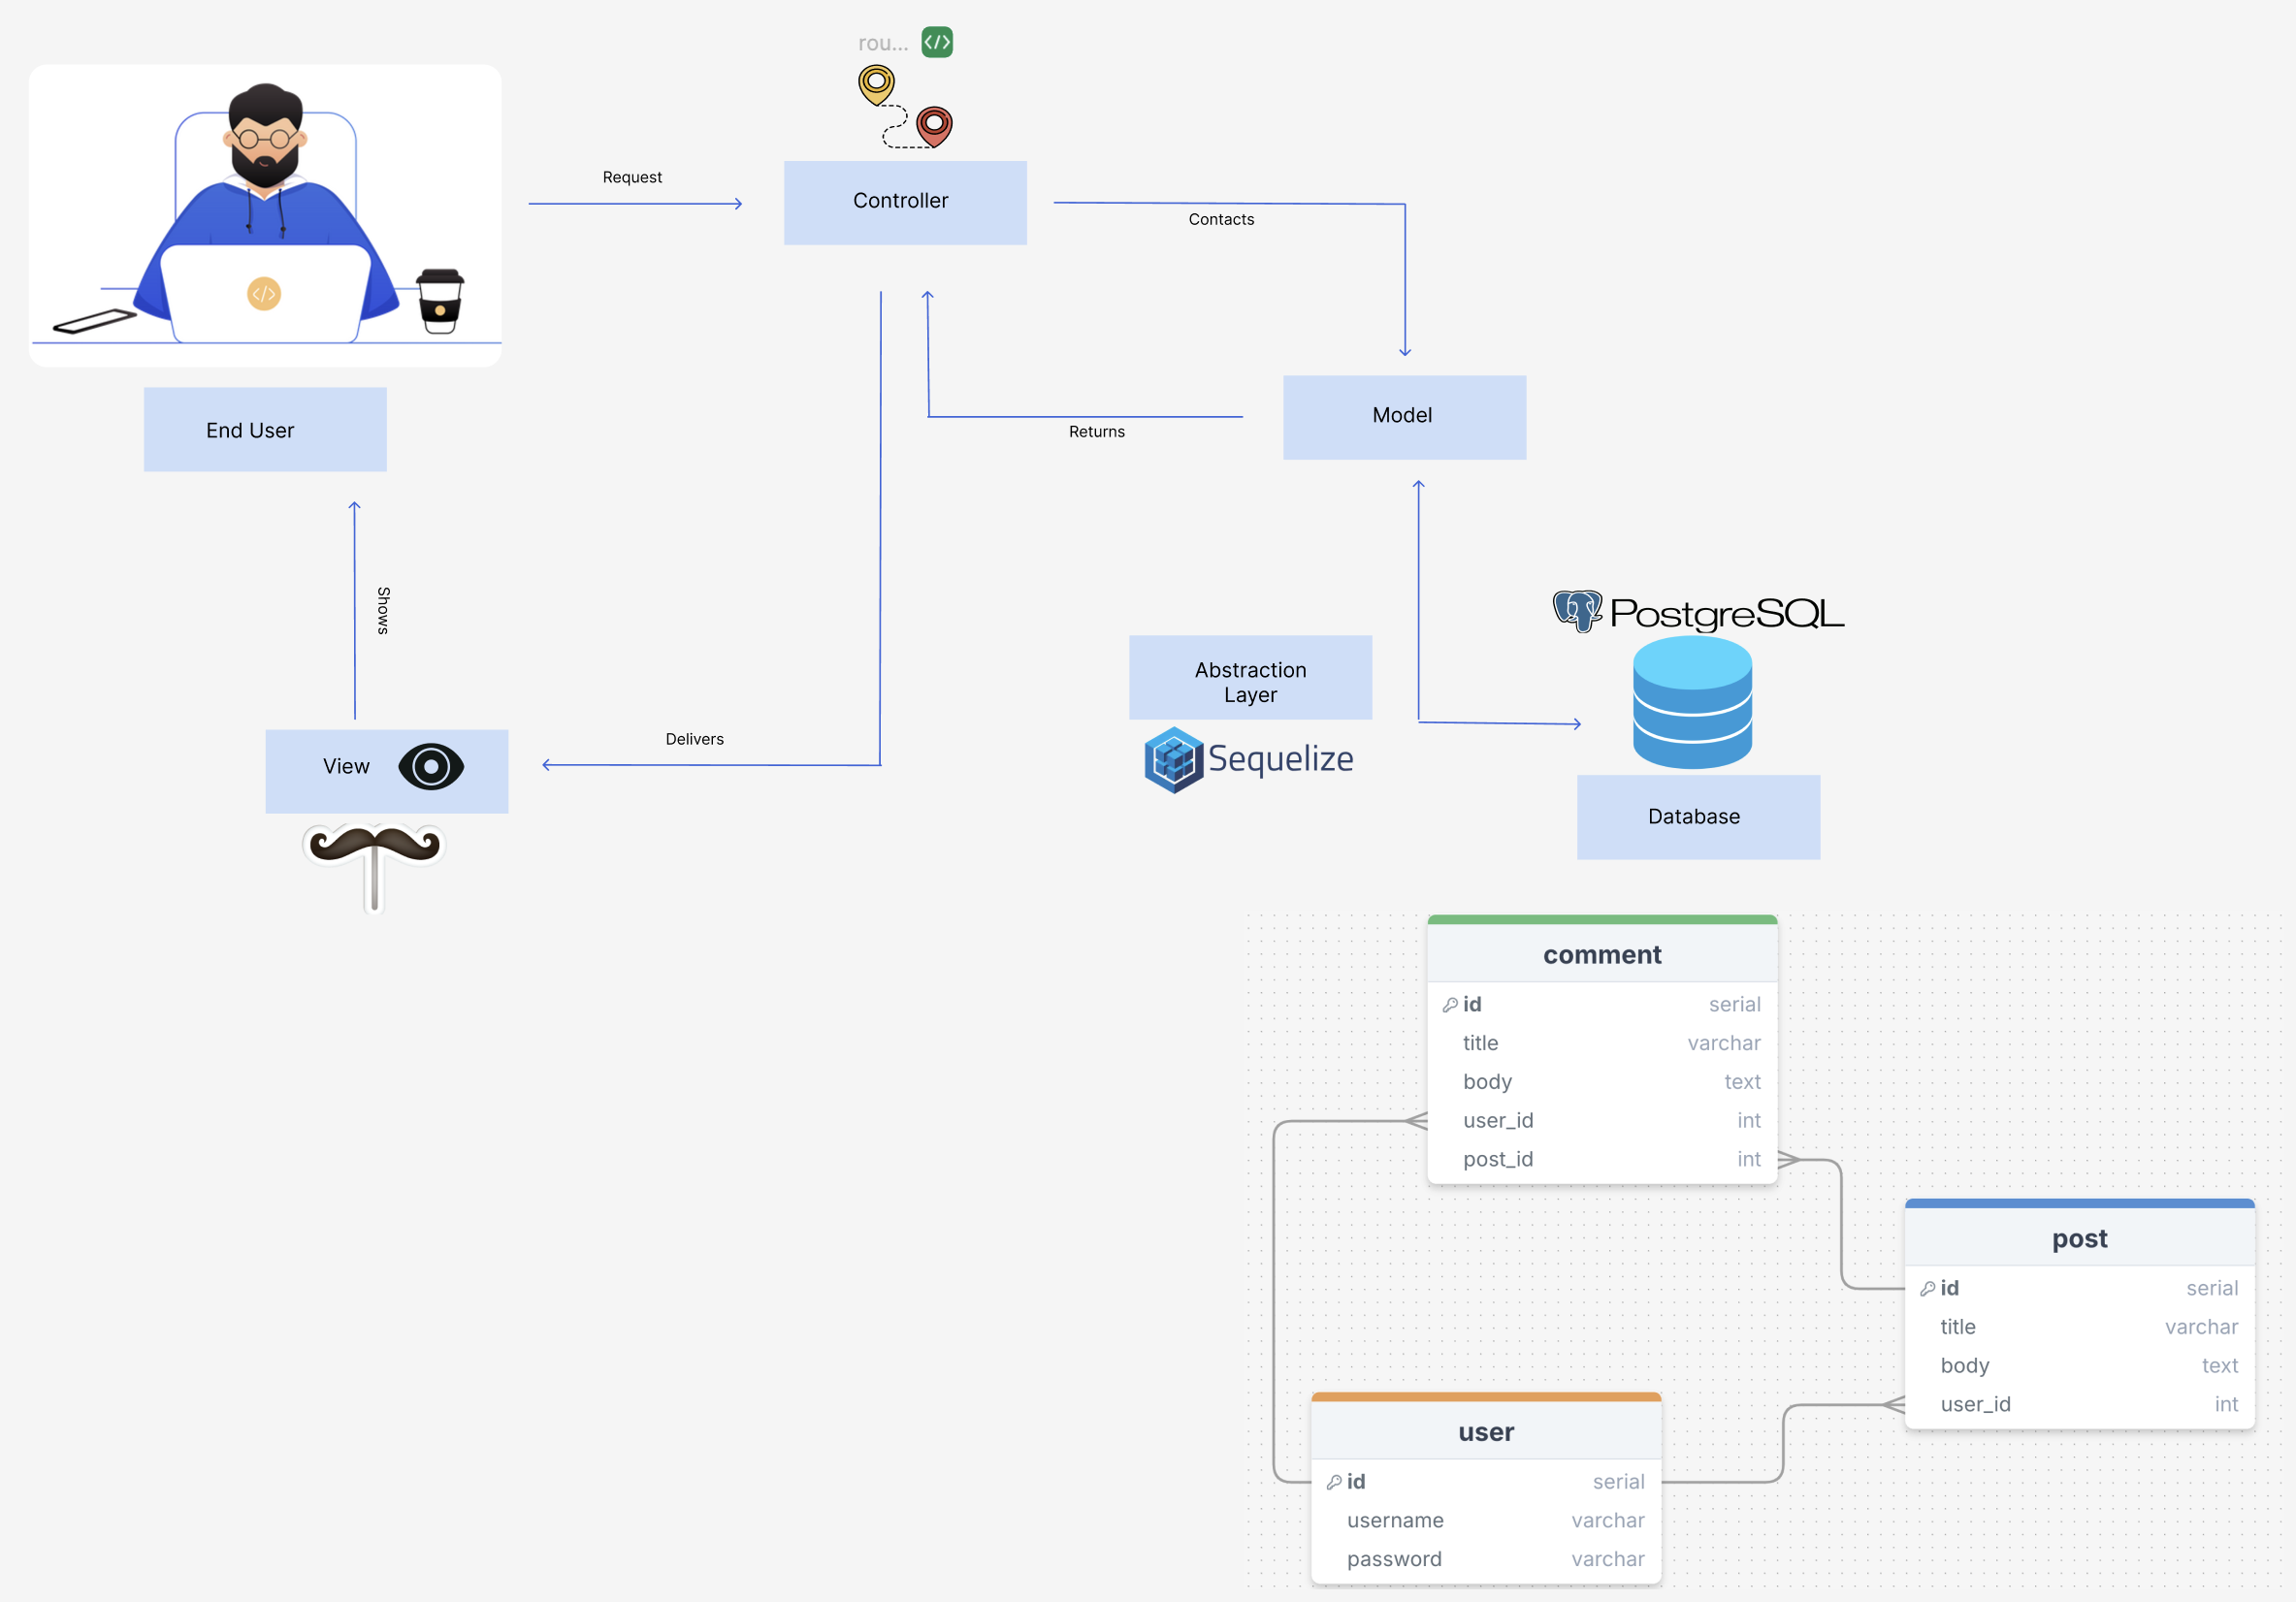 rou...
</>
Request
Controller
Contacts
End User
Model
Returns
Shows
PostgreSQL
Abstraction
Layer
Sequelize
View
Delivers
Database
</>
comment
id serial
title varchar
body text
user_id int
post_id int
post
id serial
title varchar
body text
user_id int
user
id serial
username varchar
password varchar